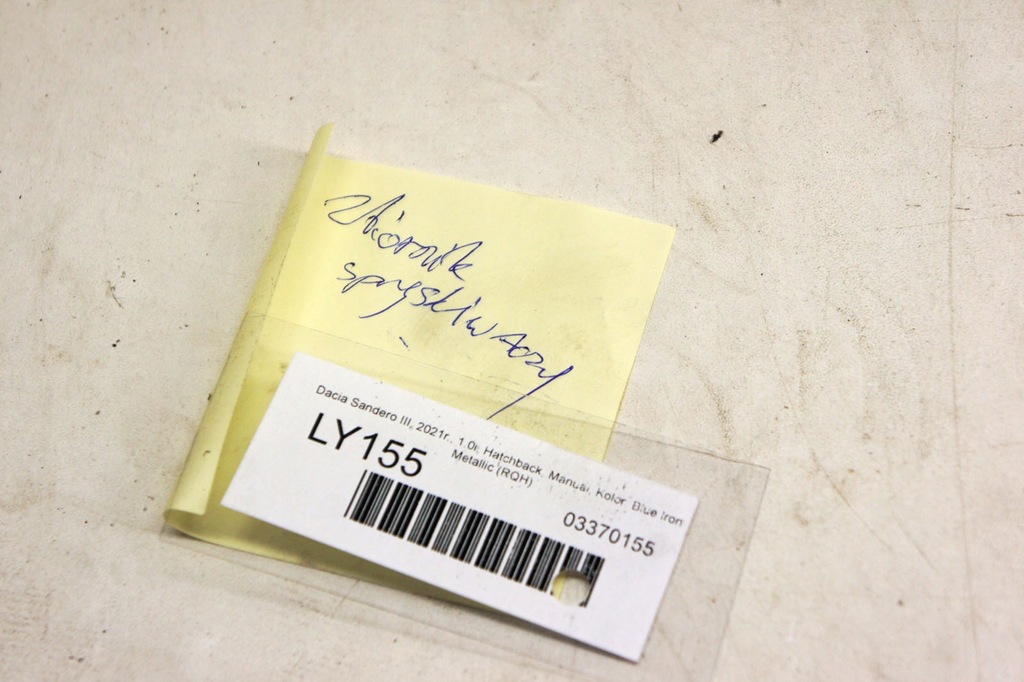 zbiornik
spryskiwaczy
Dacia Sandero III, 2021r., 1.0i, Hatchback, Manual, Kolor: Blue Iron
Metallic (RQH)
LY155
03370155